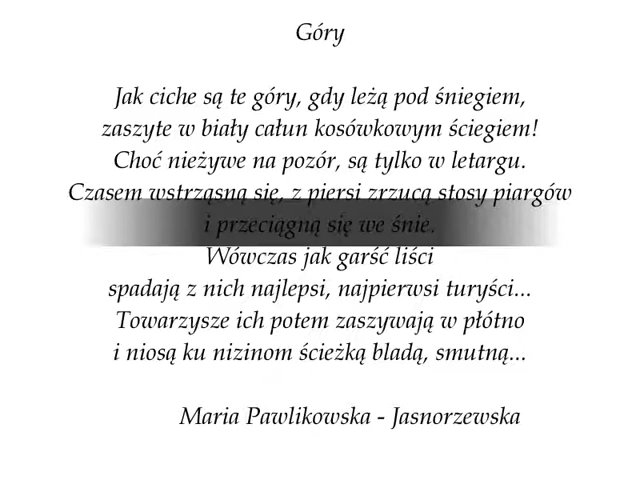 Góry
Jak ciche są te góry, gdy leżą pod śniegiem,
zaszyte w biały całun kosówkowym ściegiem!
Choć nieżywe na pozór, są tylko w letargu.
Czasem wstrząsną się, z piersi zrzucą stosy piargów
i przeciągną się we śnie.
Wówczas jak garść liści
spadają z nich najlepsi, najpierwsi turyści...
Towarzysze ich potem zaszywają w płótno
i niosą ku nizinom ścieżką bladą, smutną...
Maria Pawlikowska - Jasnorzewska